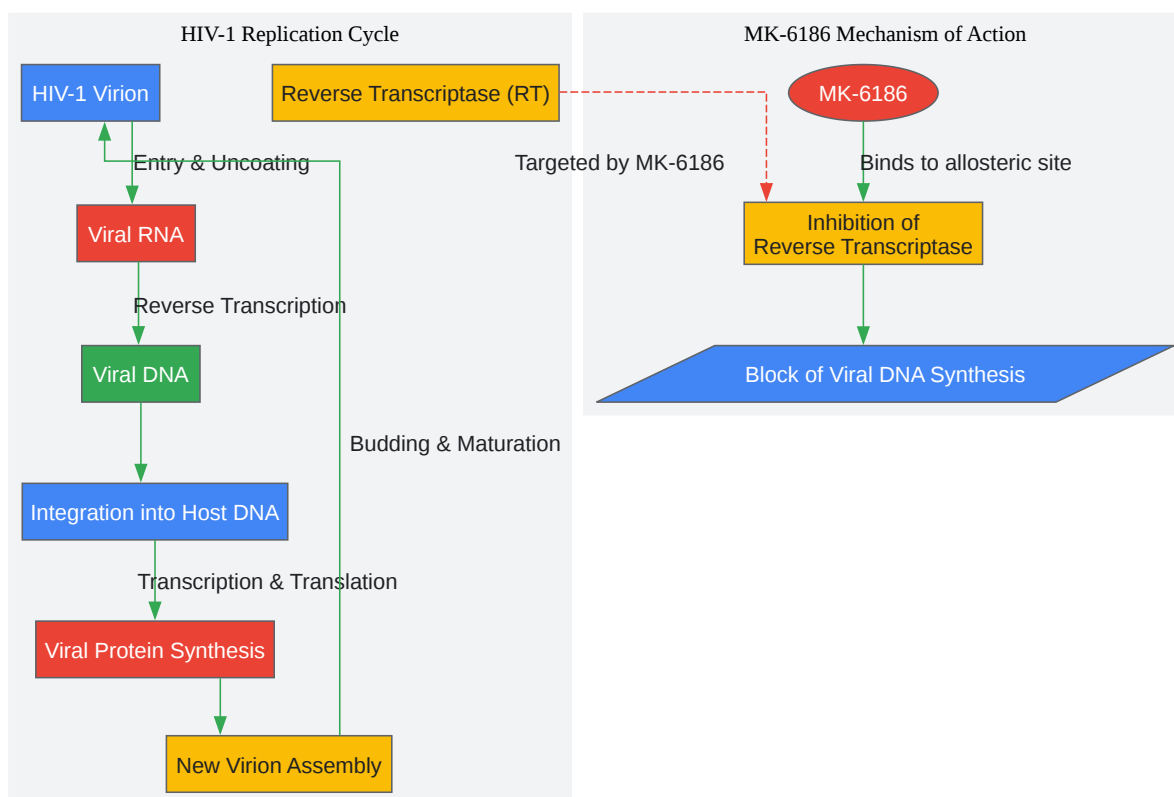 HIV-1 Replication Cycle
HIV-1 Virion
Reverse Transcriptase (RT)
Entry & Uncoating
Viral RNA
Reverse Transcription
Viral DNA
Budding & Maturation
Integration into Host DNA
Transcription & Translation
Viral Protein Synthesis
New Virion Assembly
Targeted by MK-6186
MK-6186 Mechanism of Action
MK-6186
Binds to allosteric site
Inhibition of
Reverse Transcriptase
Block of Viral DNA Synthesis